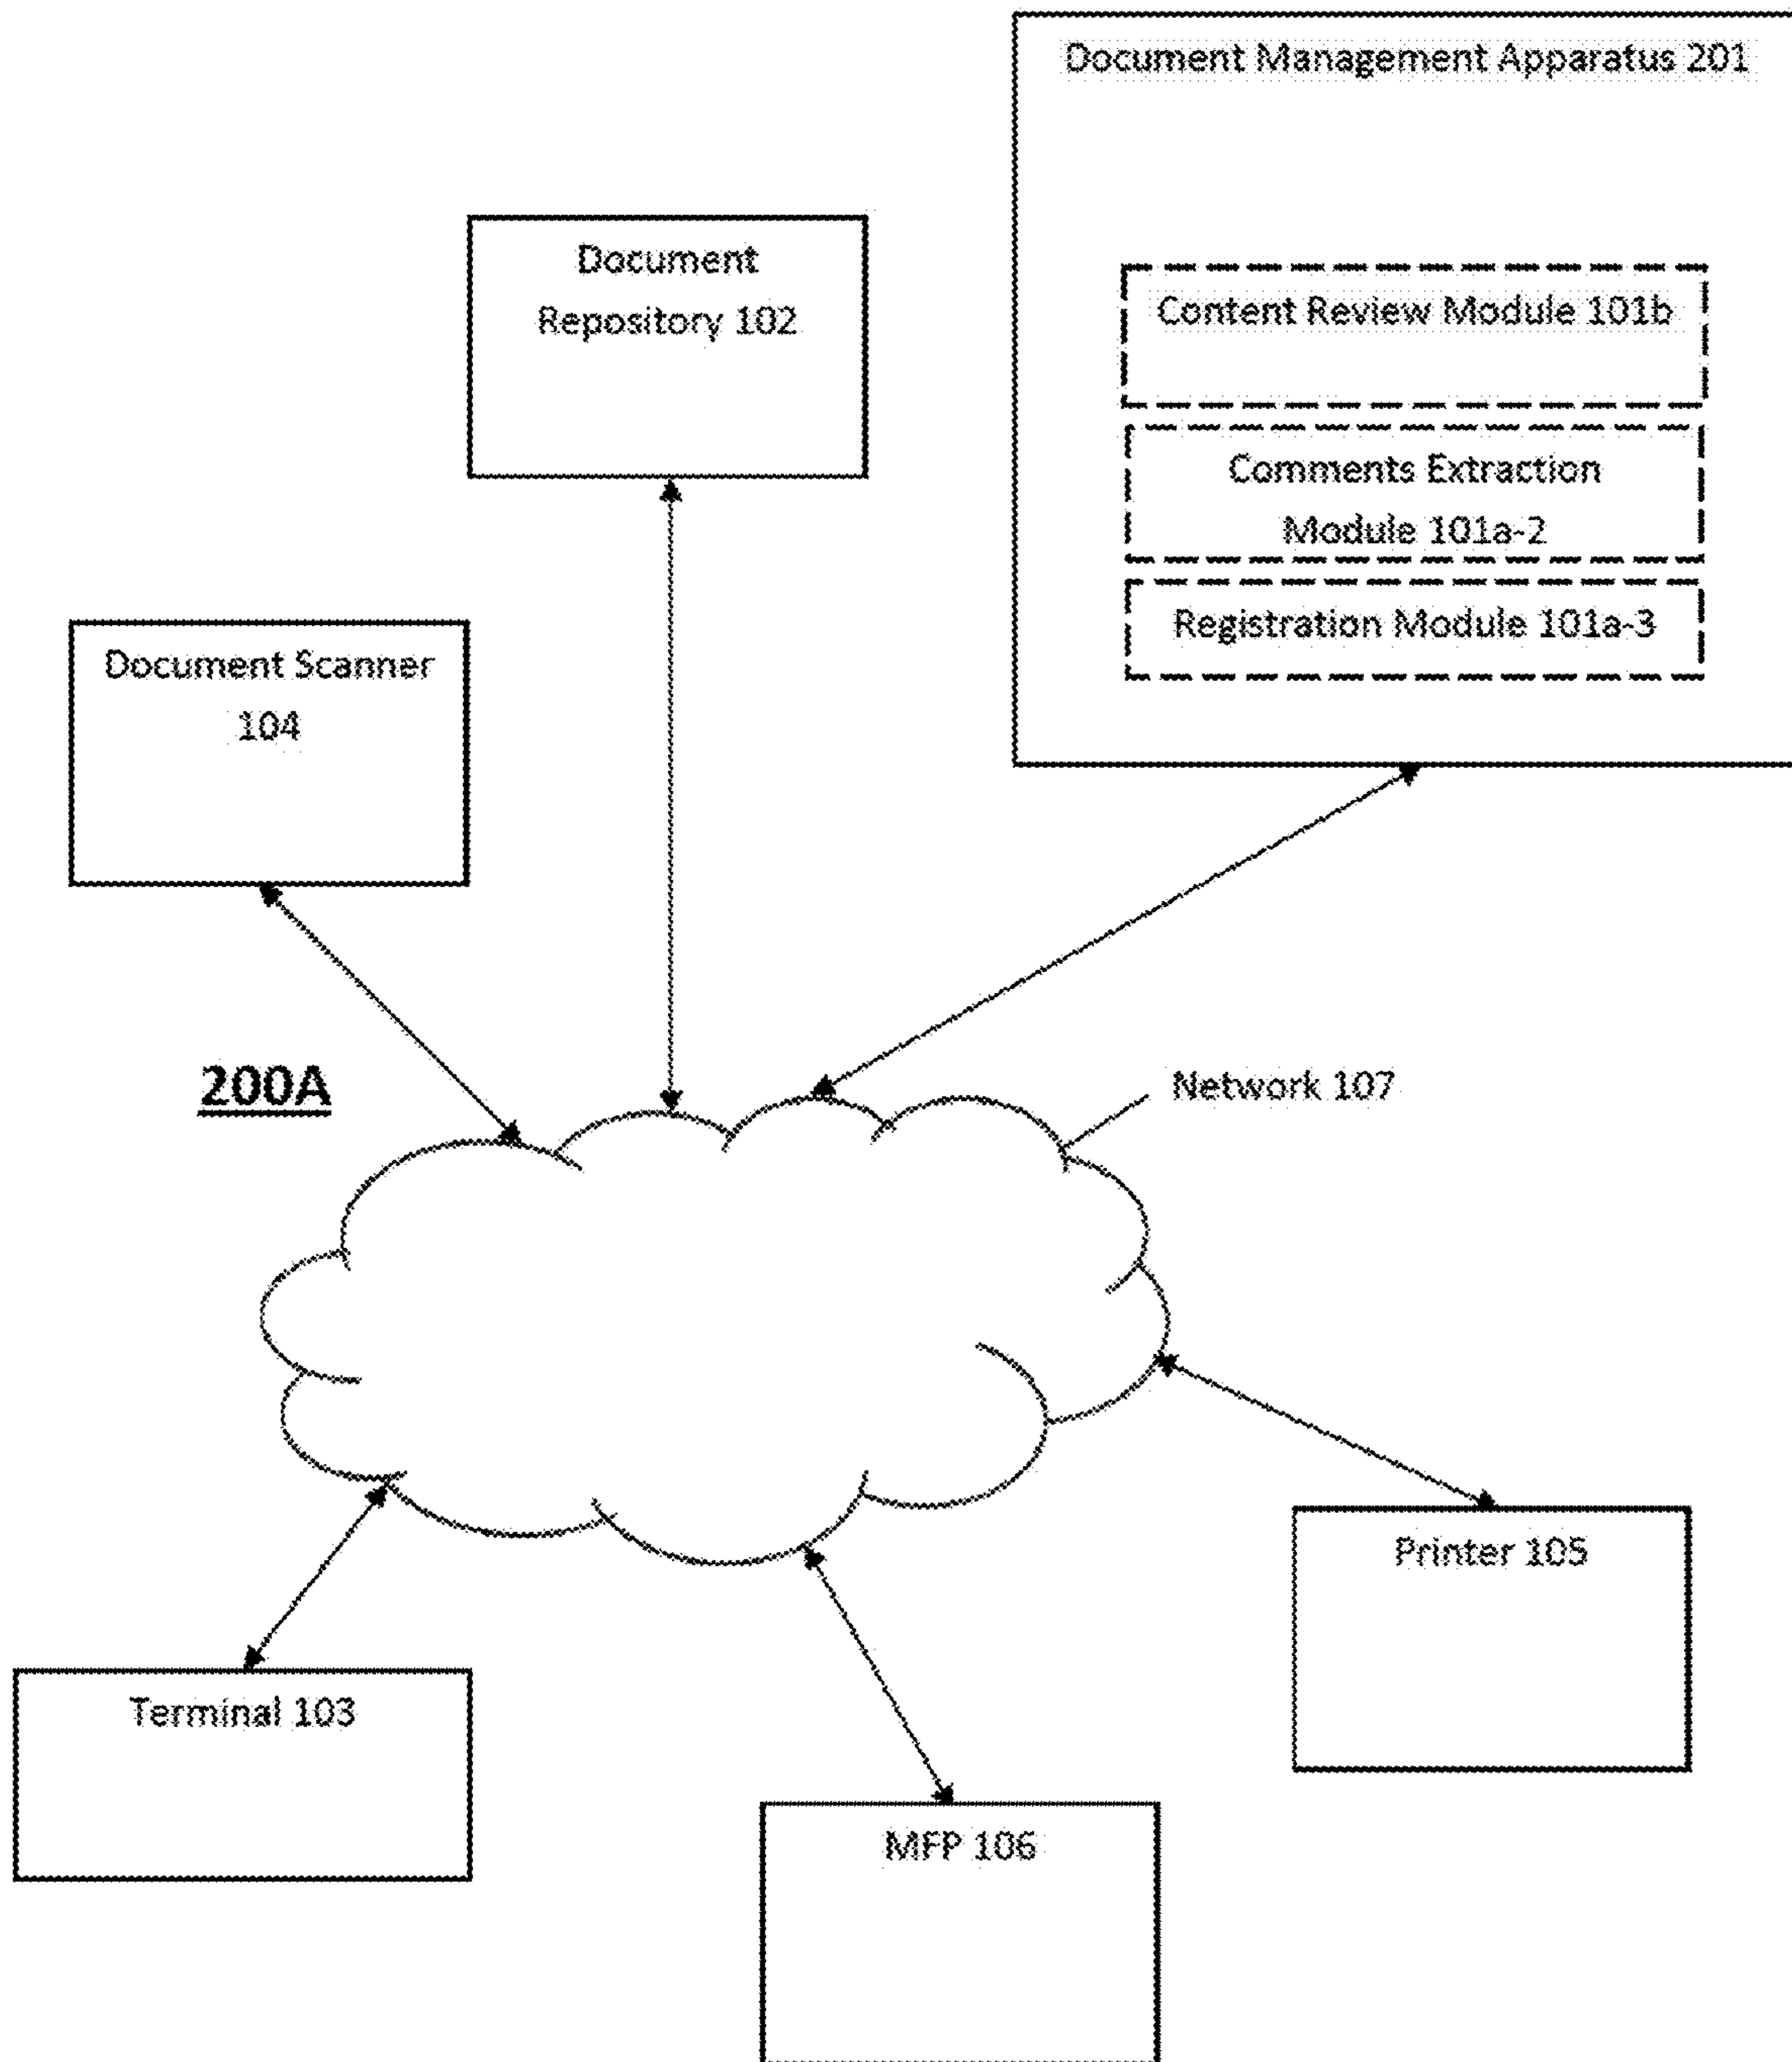 Document Management Apparatus 201
Document
Repository 102
Content Review Module 101b
Comments Extraction
Module 101a-2
Registration Module 101a-3
Document Scanner
104
200A
Network 107
Printer 105
Terminal 103
MFP 106